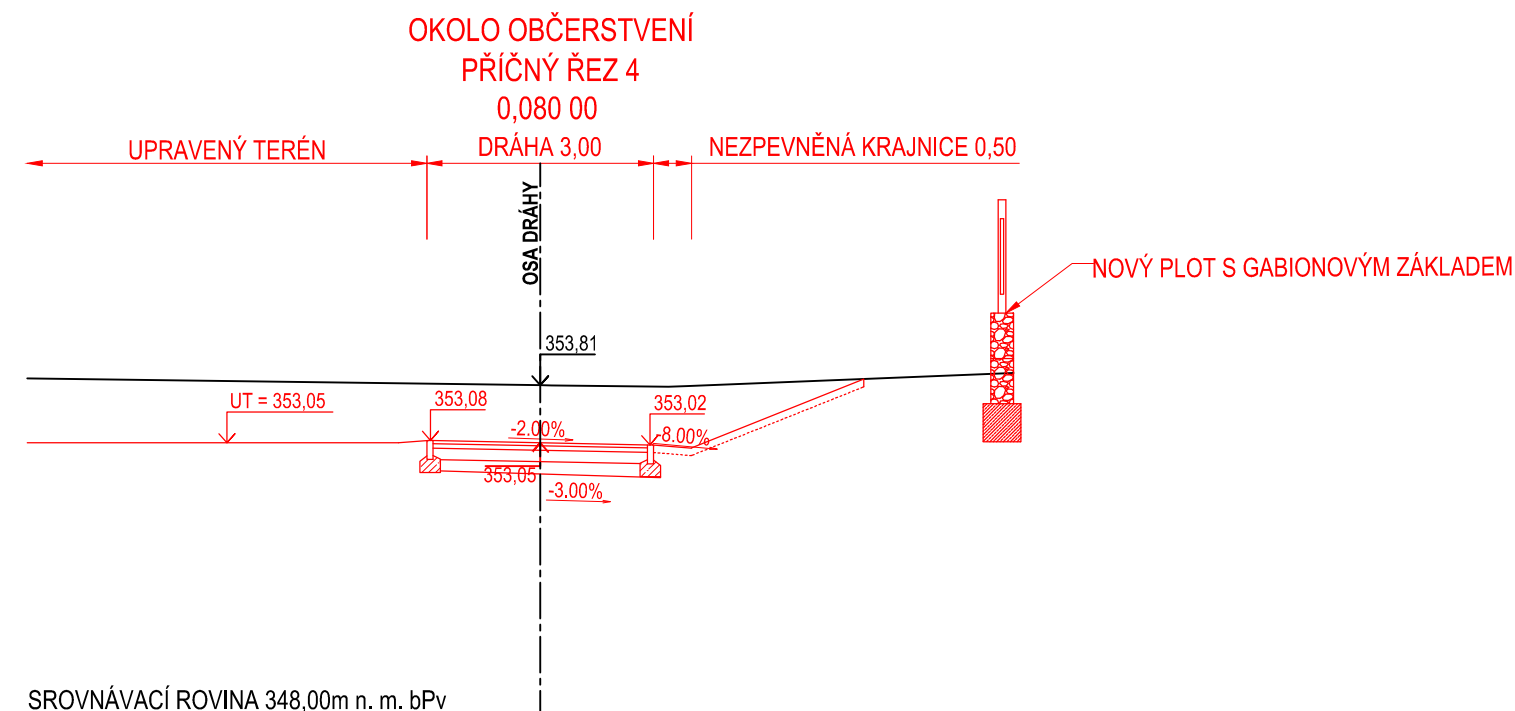 OKOLO OBČERSTVENÍ
PŘÍČNÝ ŘEZ 4
0,080 00
UPRAVENÝ TERÉN
DRÁHA 3,00
NEZPEVNĚNÁ KRAJNICE 0,50
OSA DRÁHY
NOVÝ PLOT S GABIONOVÝM ZÁKLADEM
353,81
UT = 353,05
353,08
353,02
-2.00%
-8.00%
353,05
-3.00%
SROVNÁVACÍ ROVINA 348,00m n. m. bPv